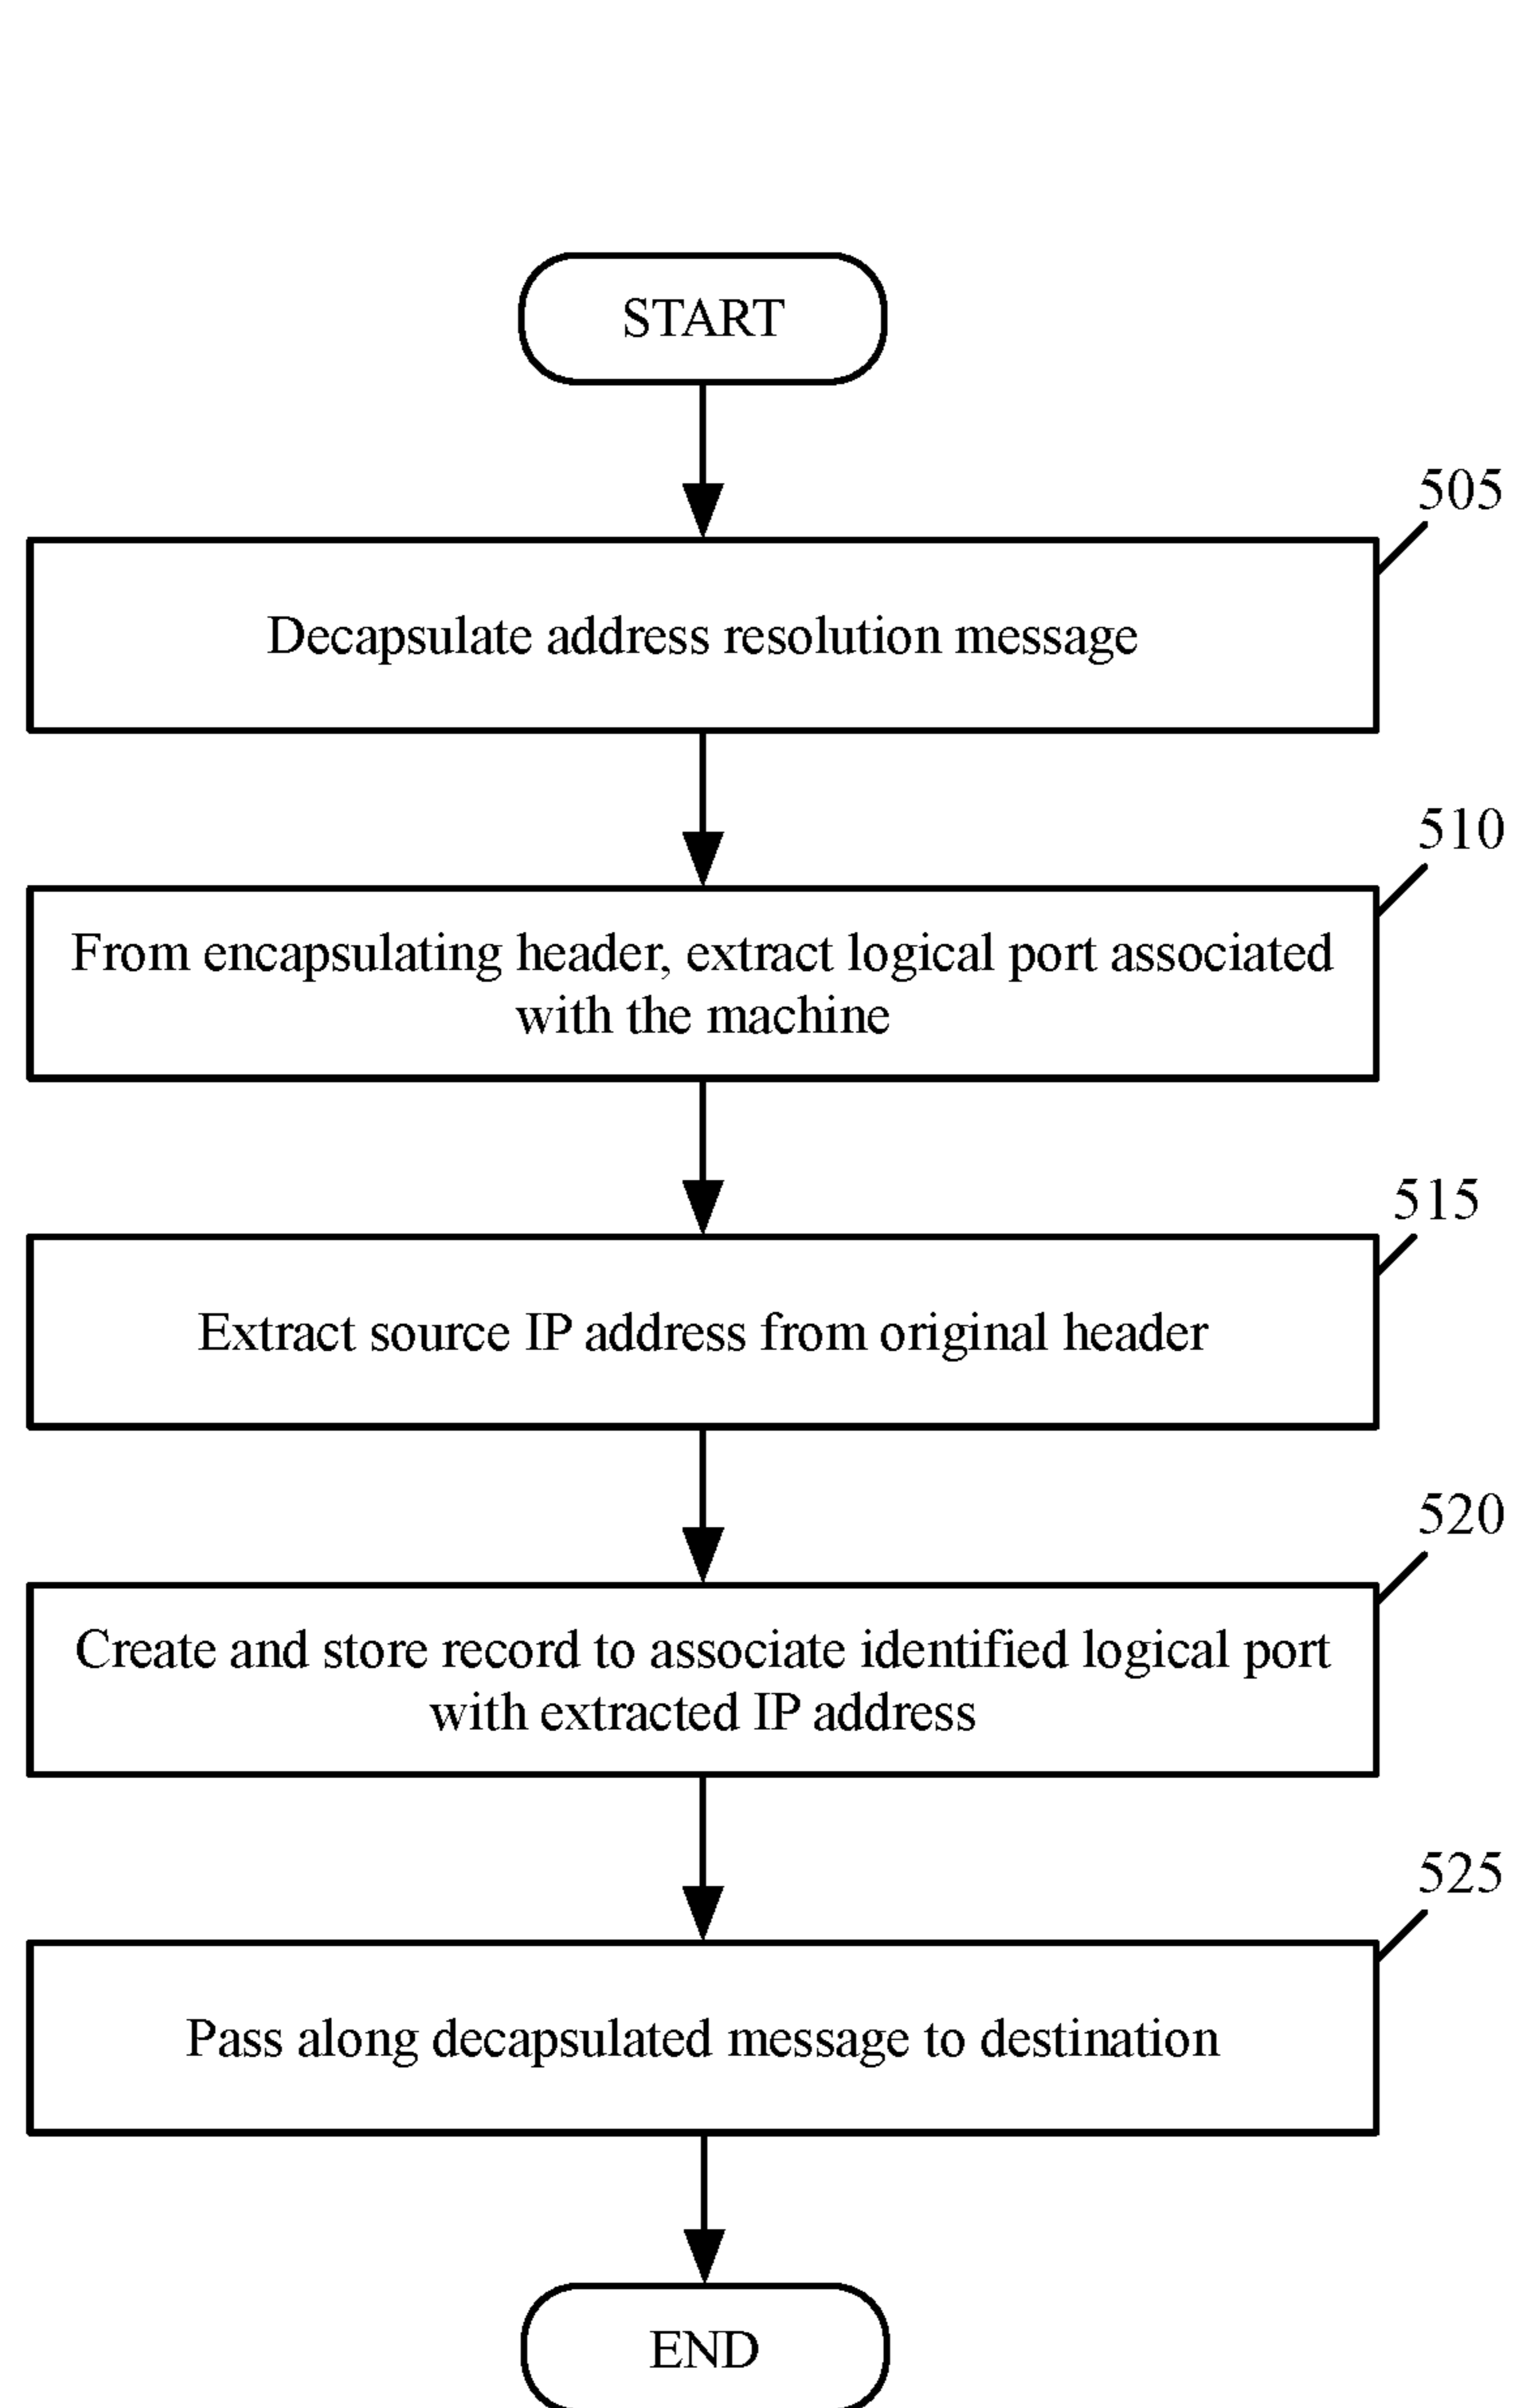 START
505
Decapsulate address resolution message
510
From encapsulating header, extract logical port associated
with the machine
515
Extract source IP address from original header
520
Create and store record to associate identified logical port
with extracted IP address
525
Pass along decapsulated message to destination
END